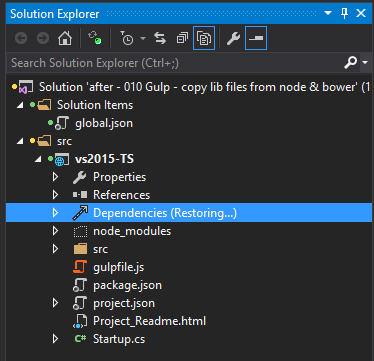 Solution Explorer
Search Solution Explorer (Ctrl+;)
Solution 'after - 010 Gulp - copy lib files from node & bower'
Solution Items
global.json
src
vs2015-TS
Properties
References
Dependencies (Restoring...)
node_modules
src
gulpfile.js
package.json
project.json
Project_Readme.html
C# Startup.cs